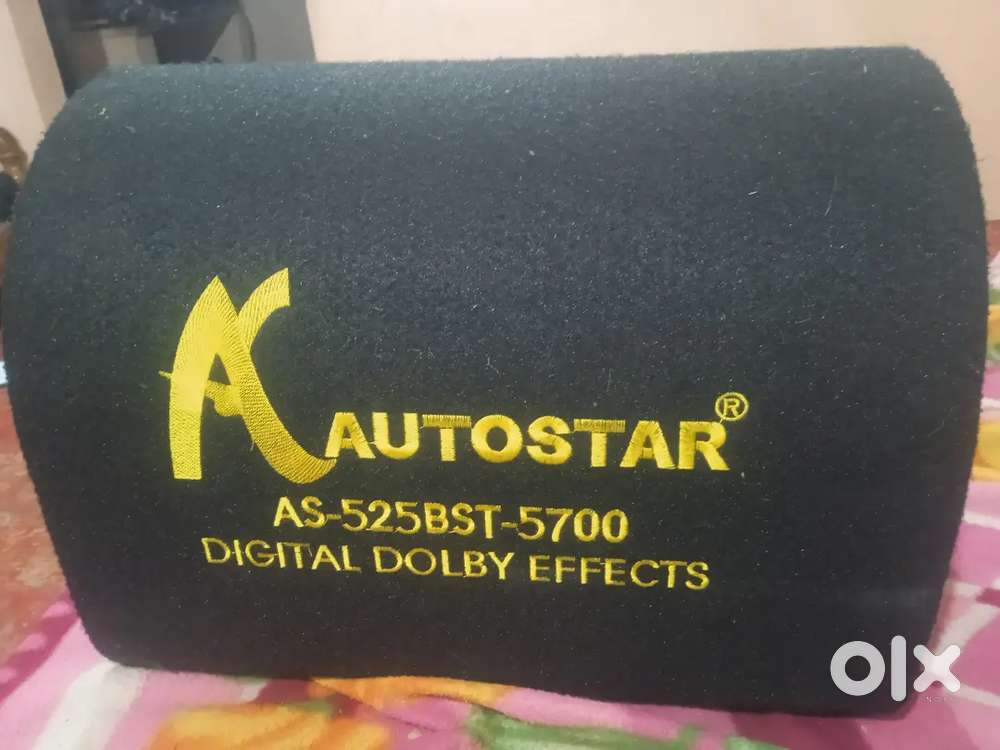 AUTOSTAR®
AS-525BST-5700
DIGITAL DOLBY EFFECTS
olx